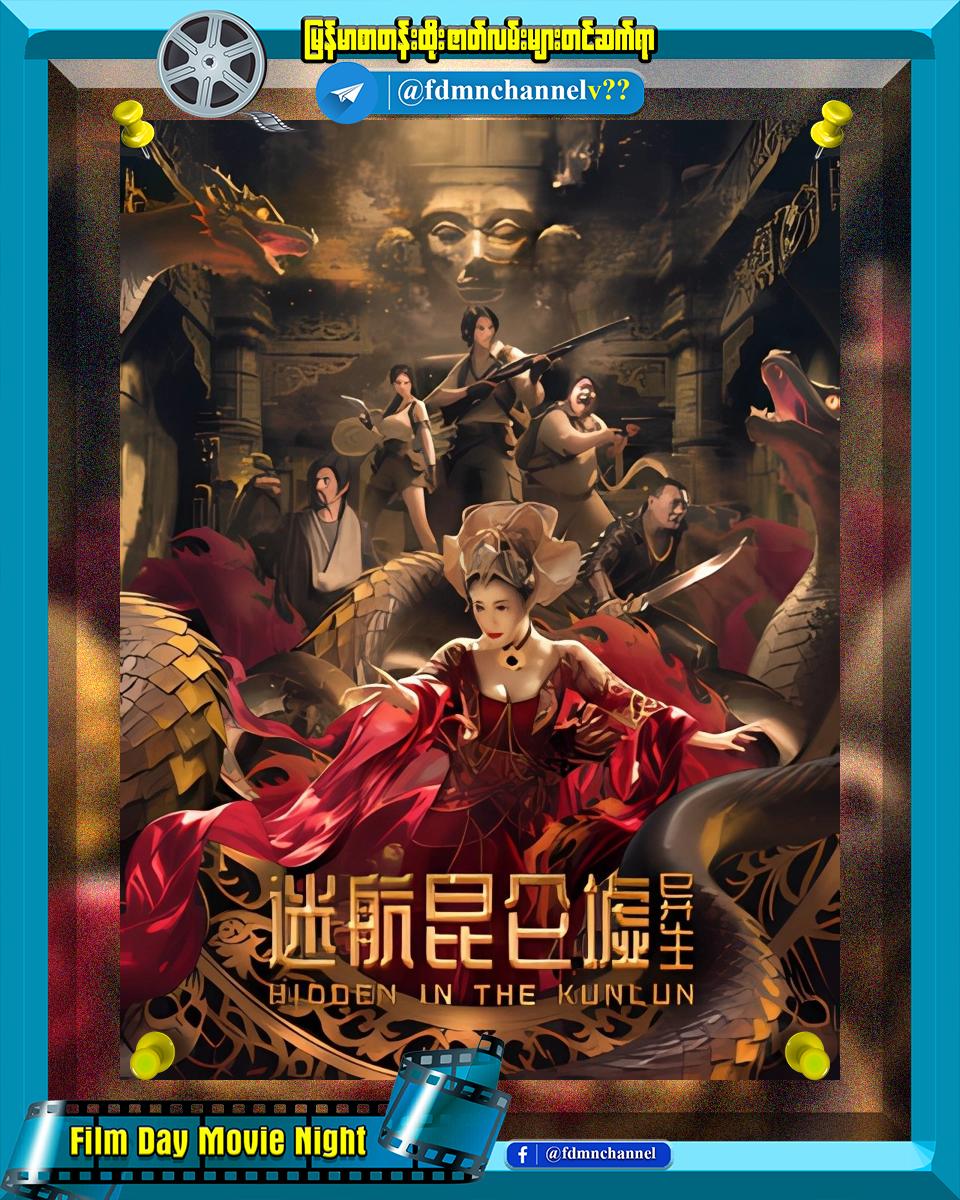 မြန်မာစာတန်းထိုးဇာတ်လမ်းများတင်ဆက်ရာ
@fdmnchannelv??
迷航昆仑墟 异生
HIDDEN IN THE KUNLUN
Film Day Movie Night
f @fdmnchannel